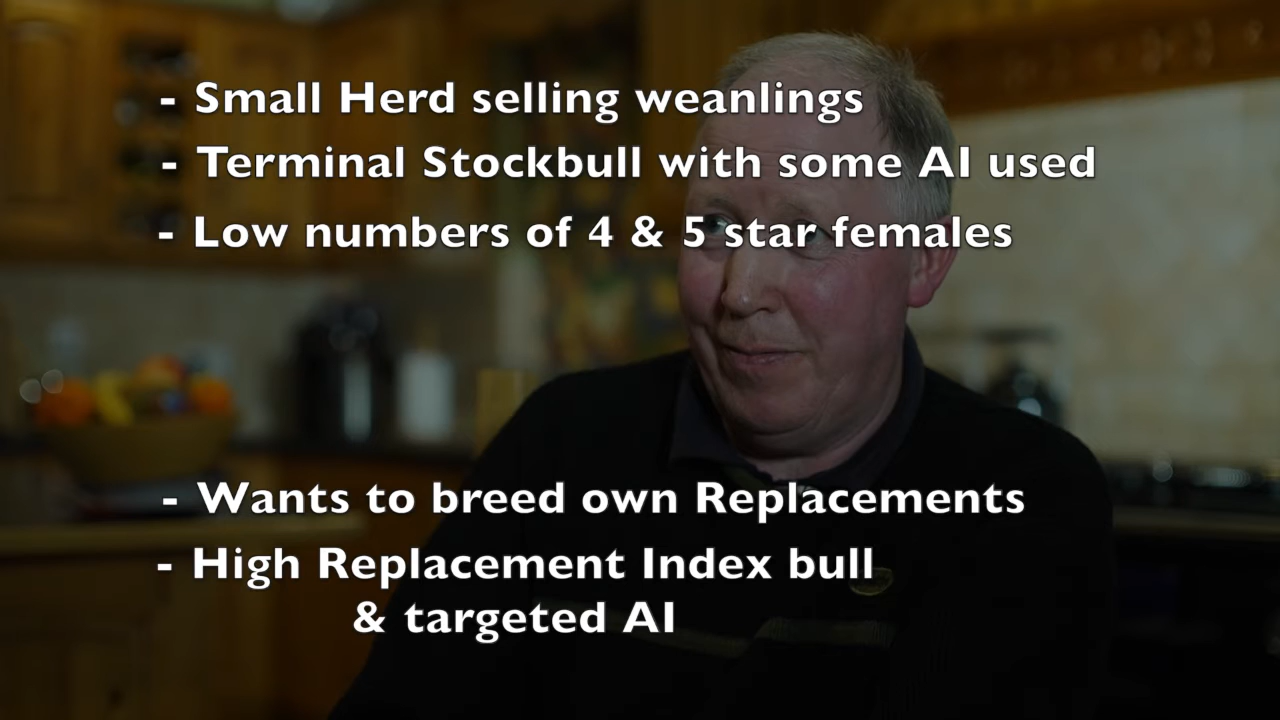 - Small Herd selling weanlings
- Terminal Stockbull with some AI used
- Low numbers of 4 & 5 star females
- Wants to breed own Replacements
- High Replacement Index bull
& targeted AI